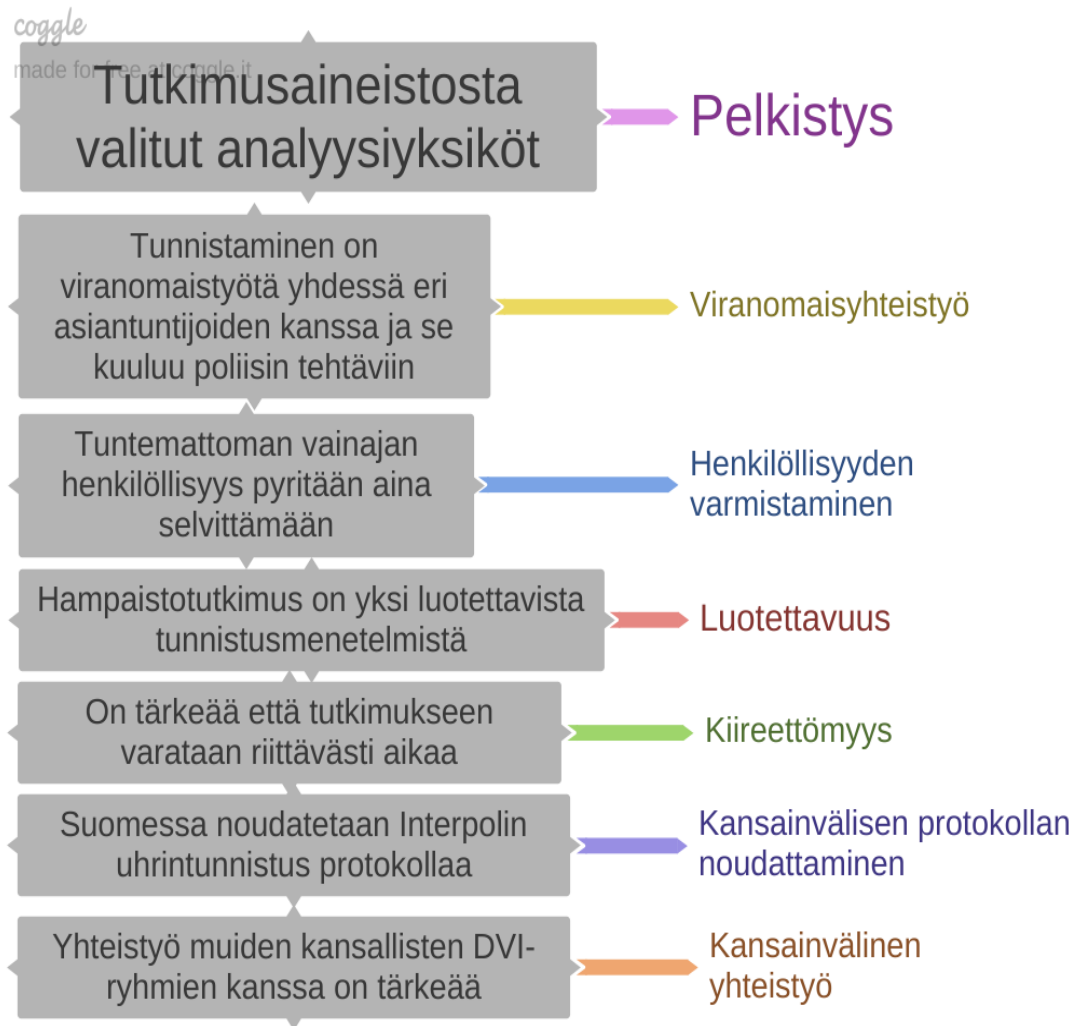 coggle
made for free at coggle.it
Tutkimusaineistosta
valitut analyysiyksiköt
Pelkistys
Tunnistaminen on
viranomaistyötä yhdessä eri
asiantuntijoiden kanssa ja se
kuuluu poliisin tehtäviin
Viranomaisyhteistyö
Tuntemattoman vainajan
henkilöllisyys pyritään aina
selvittämään
Henkilöllisyyden
varmistaminen
Hampaistotutkimus on yksi luotettavista
tunnistusmenetelmistä
Luotettavuus
On tärkeää että tutkimukseen
varataan riittävästi aikaa
Kiireettömyys
Suomessa noudatetaan Interpolin
uhrintunnistus protokollaa
Kansainvälisen protokollan
noudattaminen
Yhteistyö muiden kansallisten DVI-
ryhmien kanssa on tärkeää
Kansainvälinen
yhteistyö